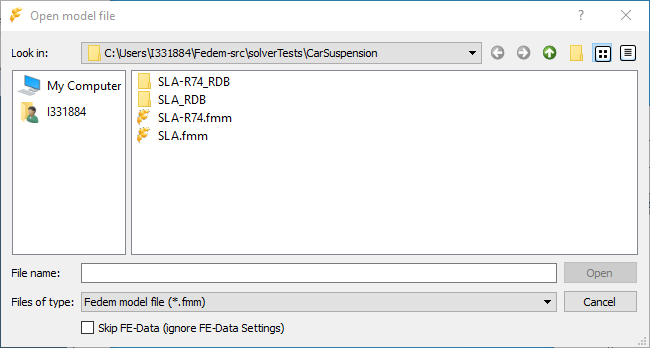 Open model file
?
Look in: C:\Users\I331884\Fedem-src\solverTests\CarSuspension
My Computer
I331884
SLA-R74_RDB
SLA_RDB
SLA-R74.fmm
SLA.fmm
File name: Open
Files of type: Fedem model file (*.fmm) Cancel
Skip FE-Data (ignore FE-Data Settings)